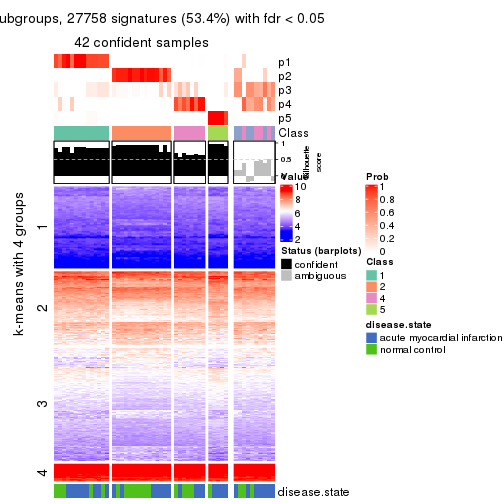 ubgroups, 27758 signatures (53.4%) with fdr < 0.05
42 confident samples
p1
p2
p3
p4
p5
Class
1
0.5
Silhouette
score
k-means with 4 groups
1
2
3
4
disease.state
Value
10
8
6
4
2
Status (barplots)
confident
ambiguous
Prob
1
0.8
0.6
0.4
0.2
0
Class
1
2
4
5
disease.state
acute myocardial infarction
normal control